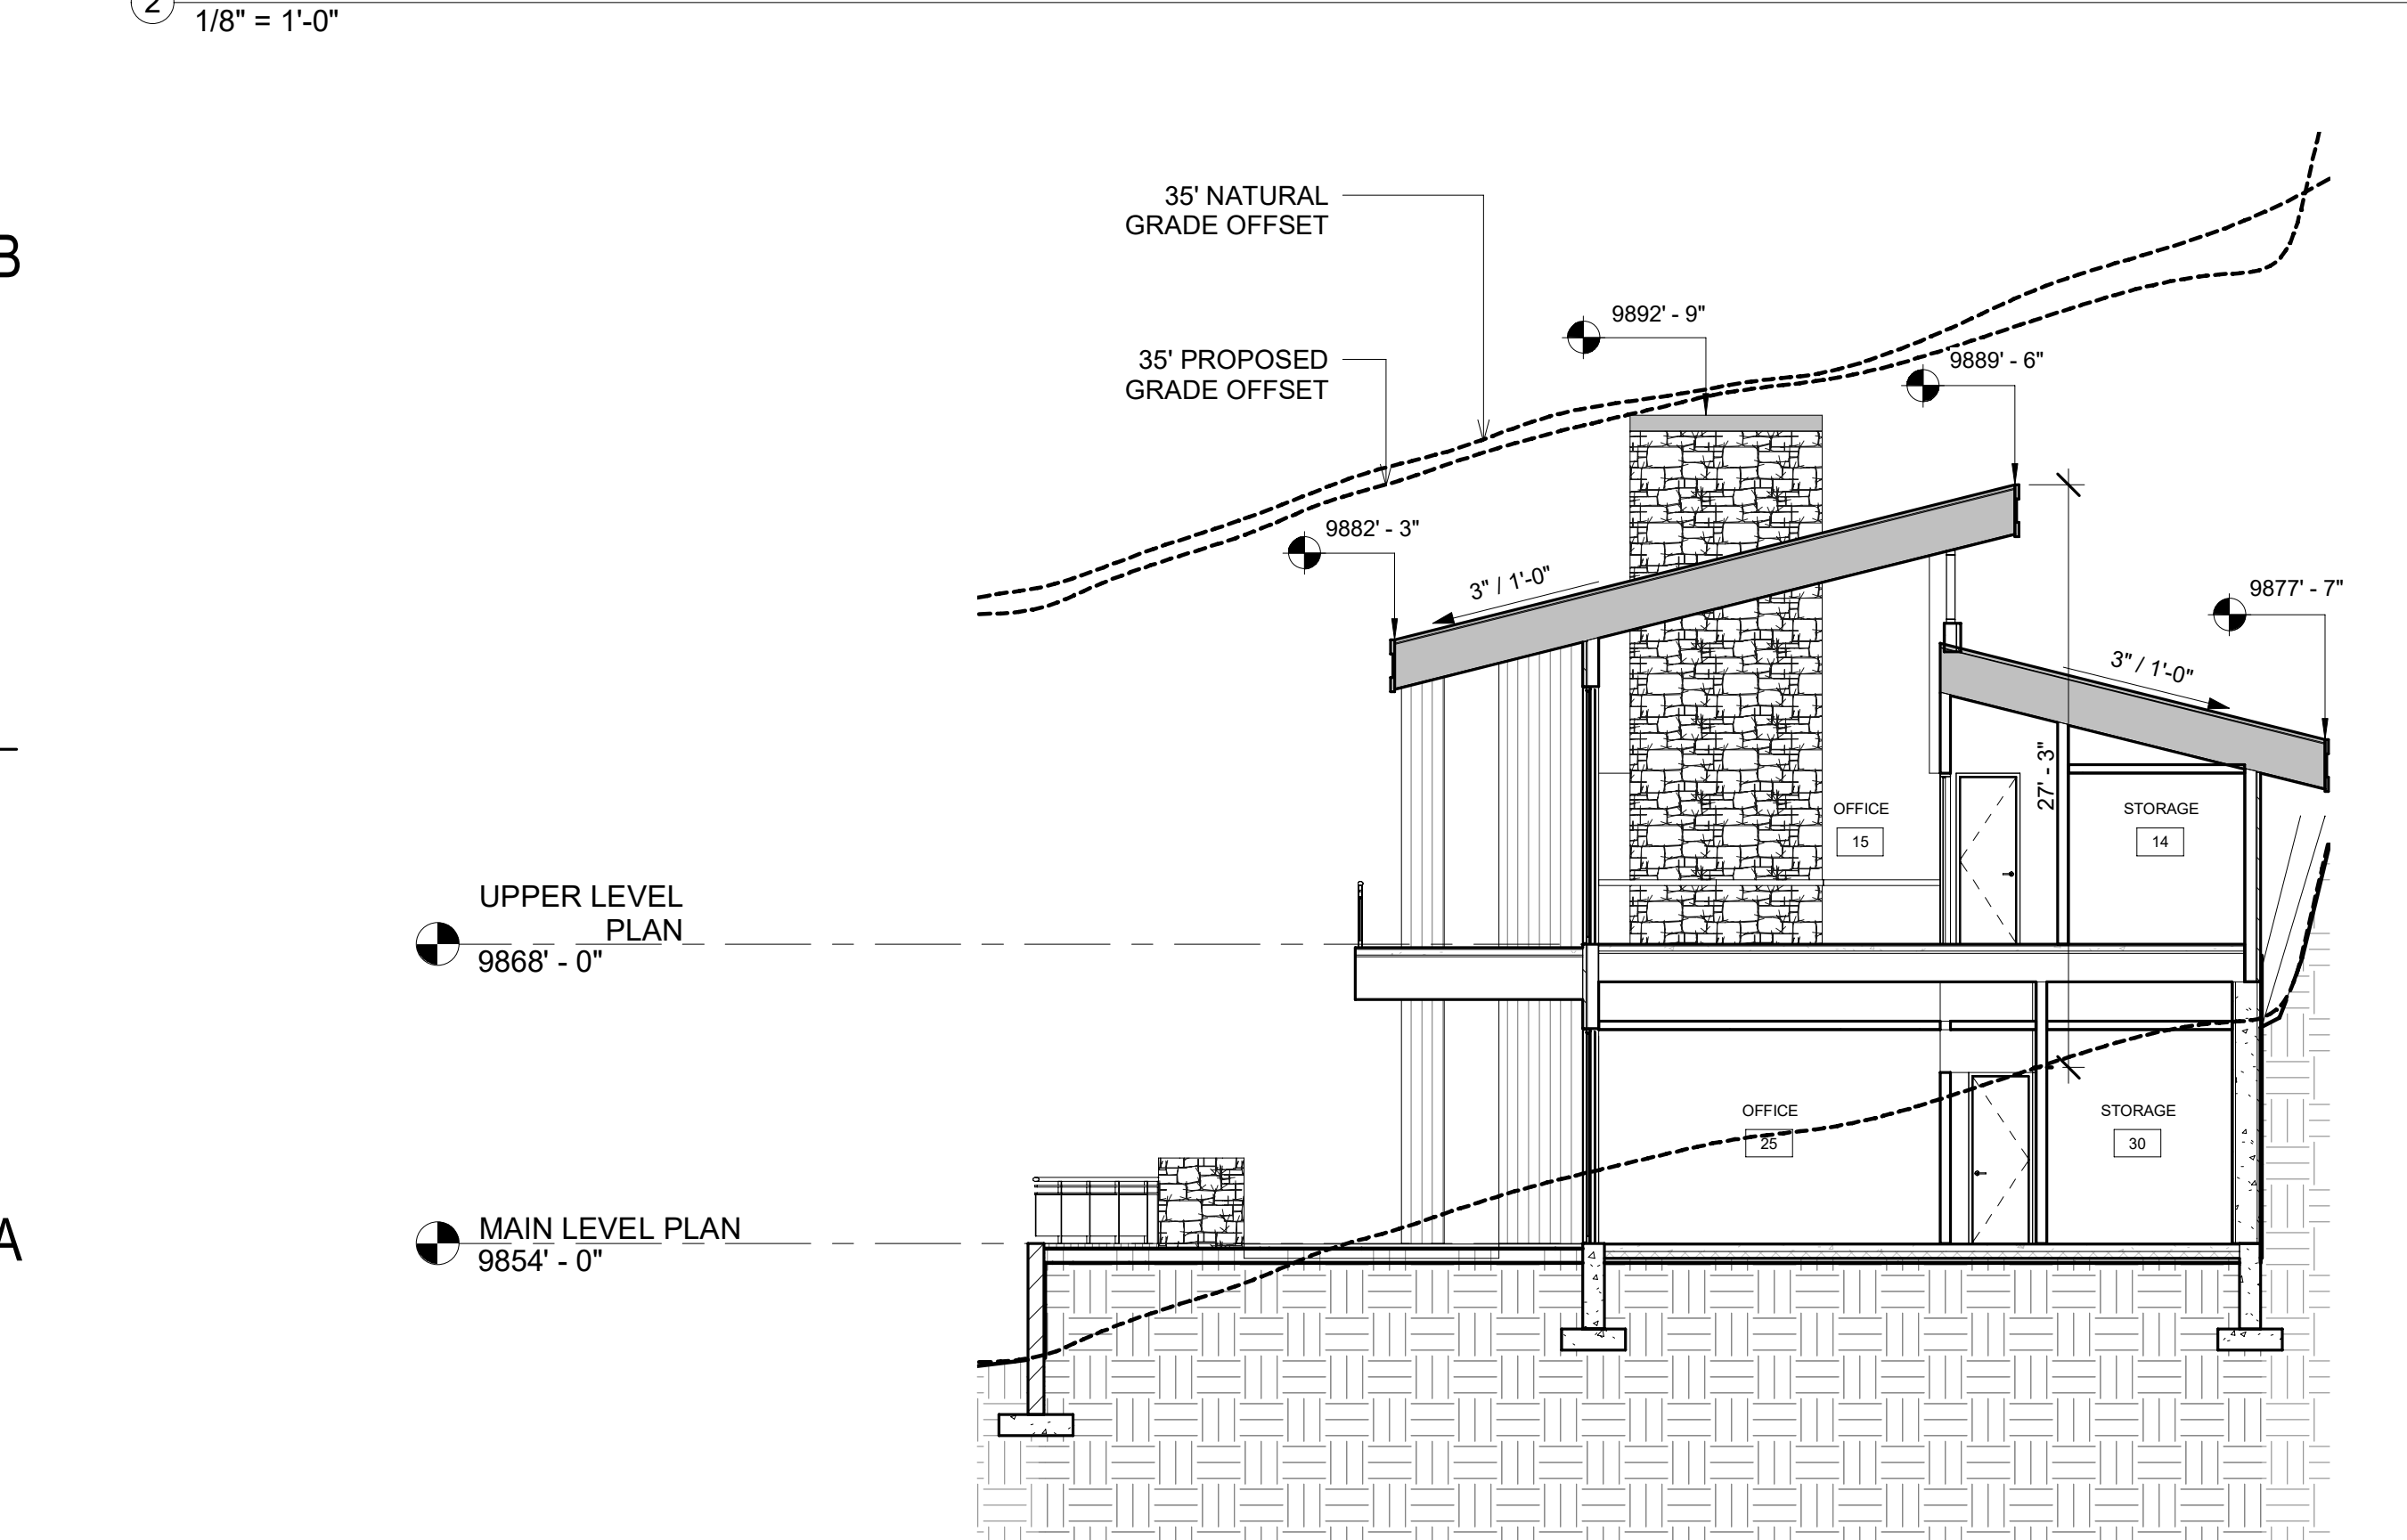 2
1/8" = 1'-0"
B
35' NATURAL
GRADE OFFSET
9892' - 9"
35' PROPOSED
GRADE OFFSET
9889' - 6"
9882' - 3"
3" / 1'-0"
9877' - 7"
3" / 1'-0"
27' - 3"
OFFICE
15
STORAGE
14
UPPER LEVEL
PLAN
9868' - 0"
OFFICE
25
STORAGE
30
A
MAIN LEVEL PLAN
9854' - 0"